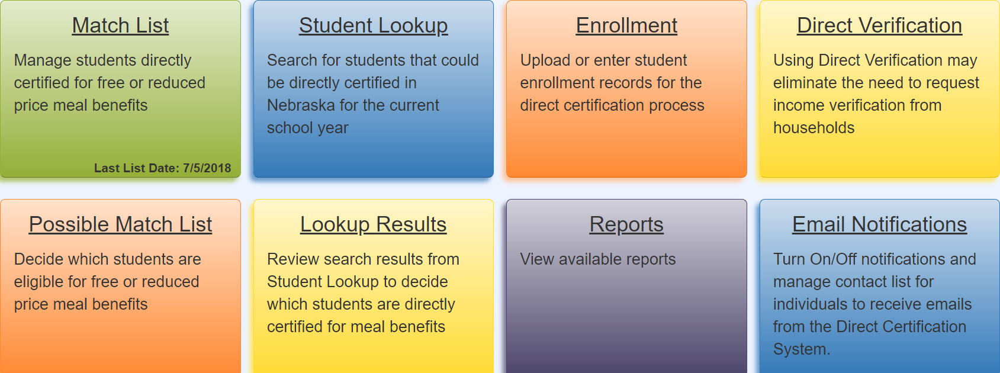 Match List
Manage students directly
certified for free or reduced
price meal benefits
Last List Date: 7/5/2018
Student Lookup
Search for students that could
be directly certified in
Nebraska for the current
school year
Enrollment
Upload or enter student
enrollment records for the
direct certification process
Direct Verification
Using Direct Verification may
eliminate the need to request
income verification from
households
Possible Match List
Decide which students are
eligible for free or reduced
price meal benefits
Lookup Results
Review search results from
Student Lookup to decide
which students are directly
certified for meal benefits
Reports
View available reports
Email Notifications
Turn On/Off notifications and
manage contact list for
individuals to receive emails
from the Direct Certification
System.